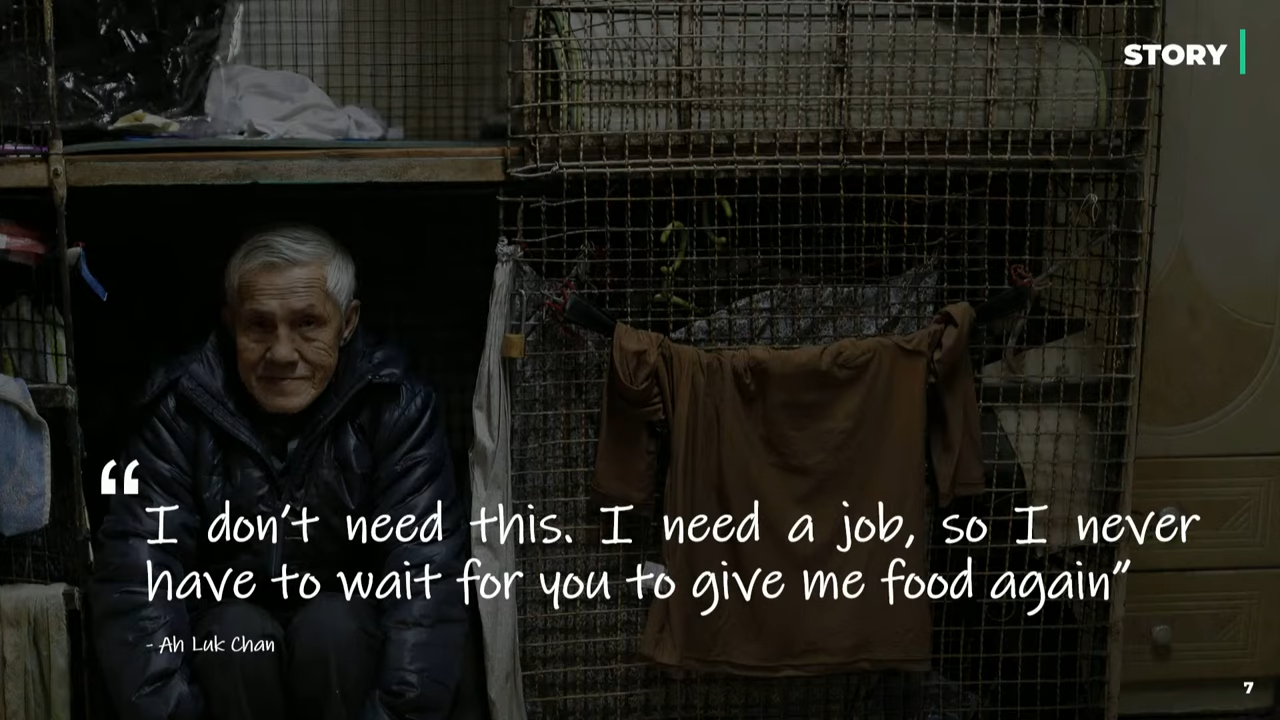 STORY
“
I don’t need this. I need a job, so I never
have to wait for you to give me food again”
- Ah Luk Chan
7